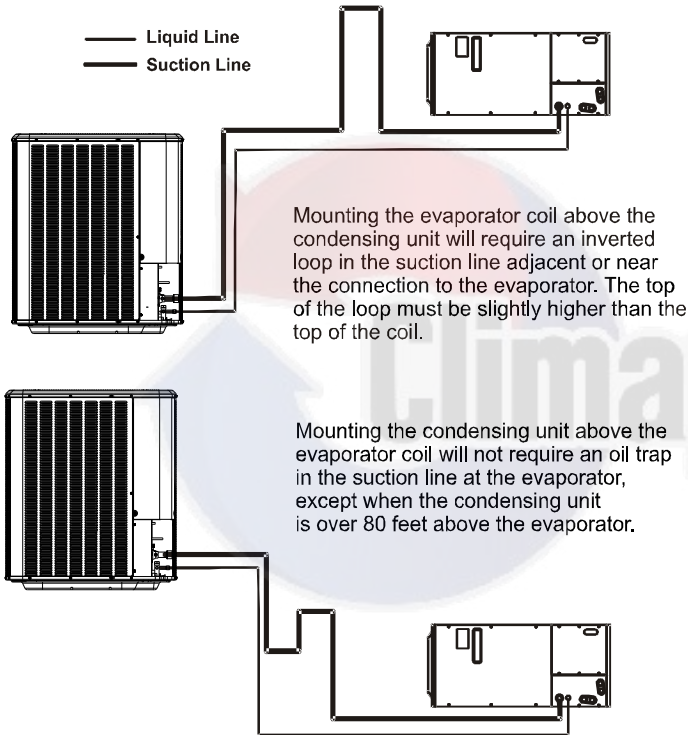 Liquid Line
Suction Line
Mounting the evaporator coil above the
condensing unit will require an inverted
loop in the suction line adjacent or near
the connection to the evaporator. The top
of the loop must be slightly higher than the
top of the coil.
Clima
Mounting the condensing unit above the
evaporator coil will not require an oil trap
in the suction line at the evaporator,
except when the condensing unit
is over 80 feet above the evaporator.